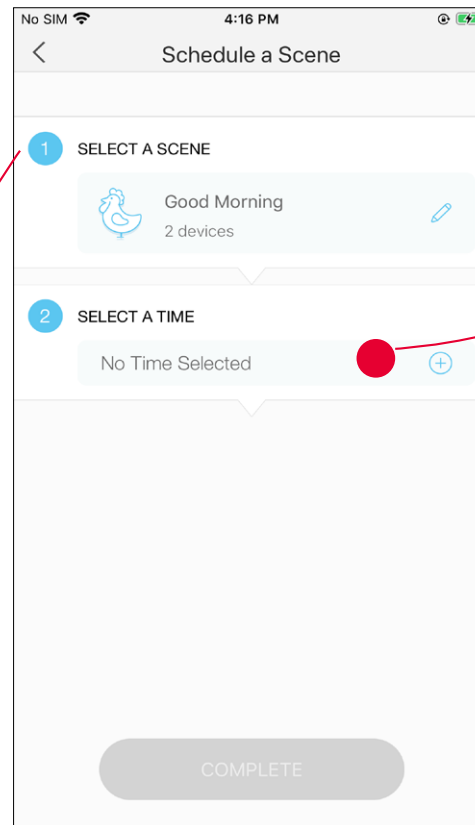 No SIM 4:16 PM
Schedule a Scene
1 SELECT A SCENE
Good Morning
2 devices
2 SELECT A TIME
No Time Selected
COMPLETE